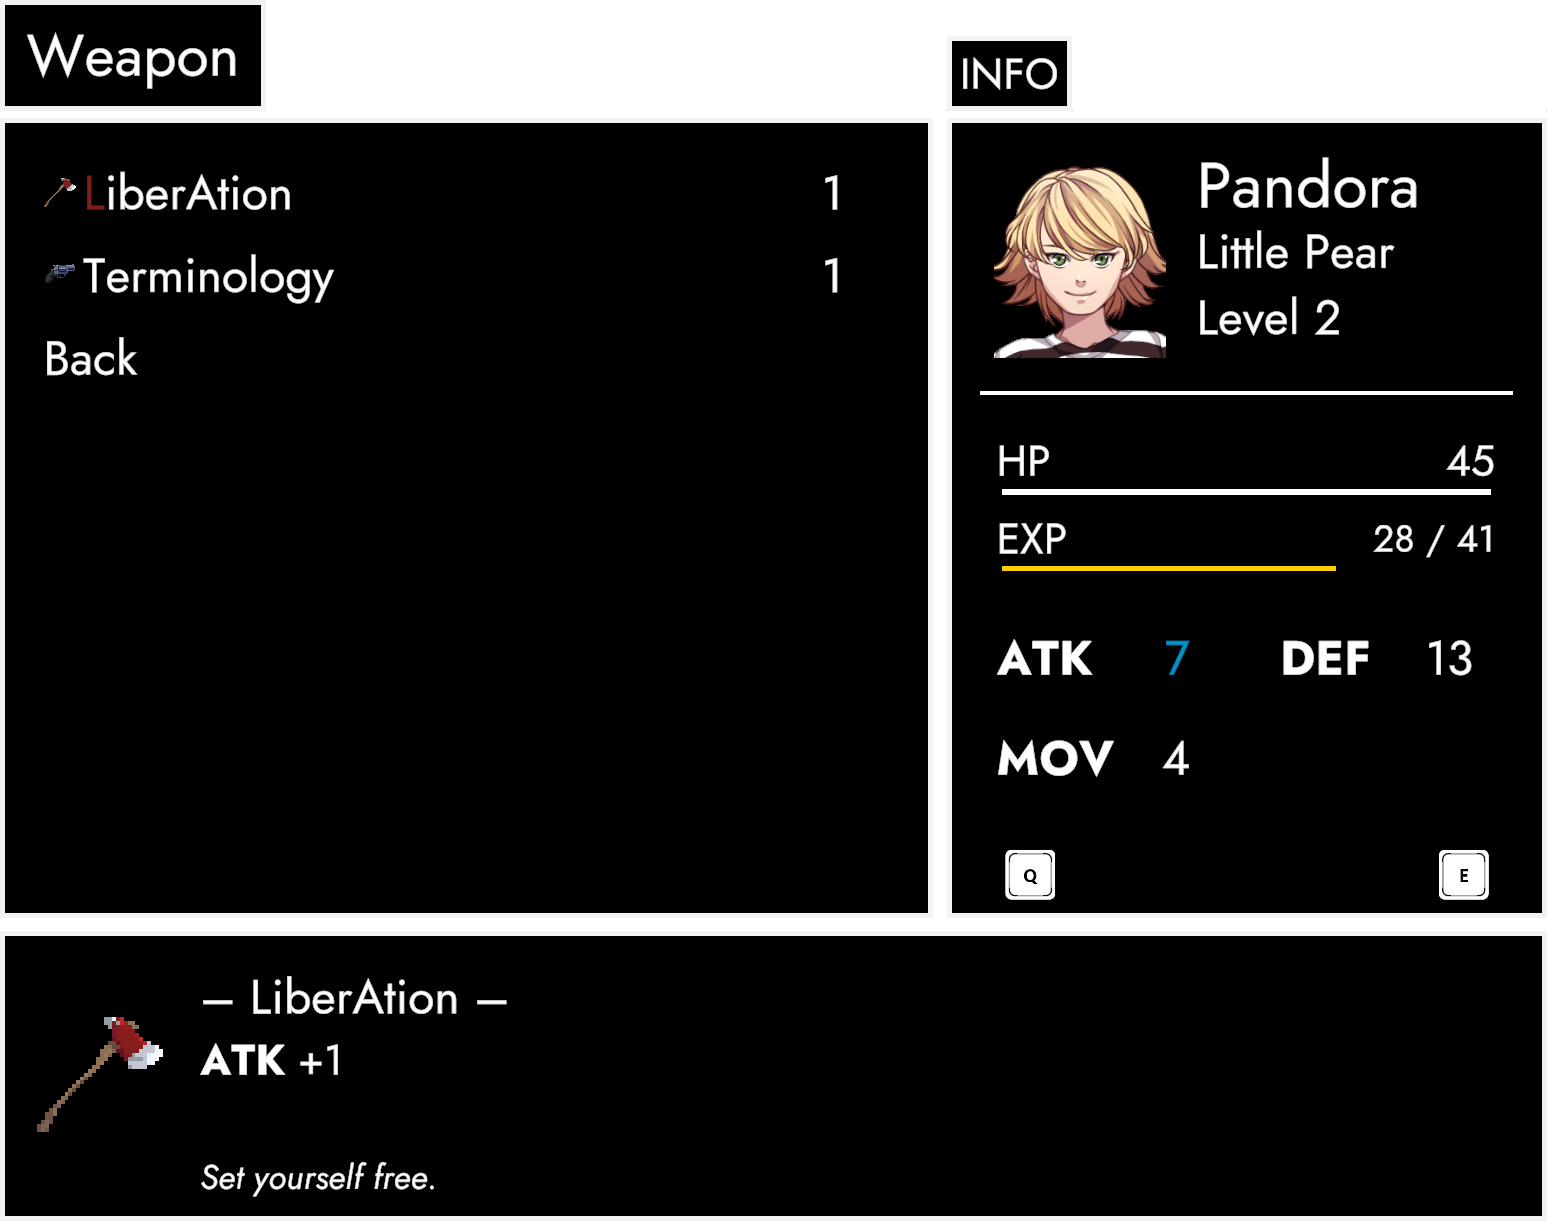 Weapon
LiberAtion 1
Terminology 1
Back
INFO
Pandora
Little Pear
Level 2
HP 45
EXP 28 / 41
ATK 7 DEF 13
MOV 4
Q E
— LiberAtion —
ATK +1
Set yourself free.